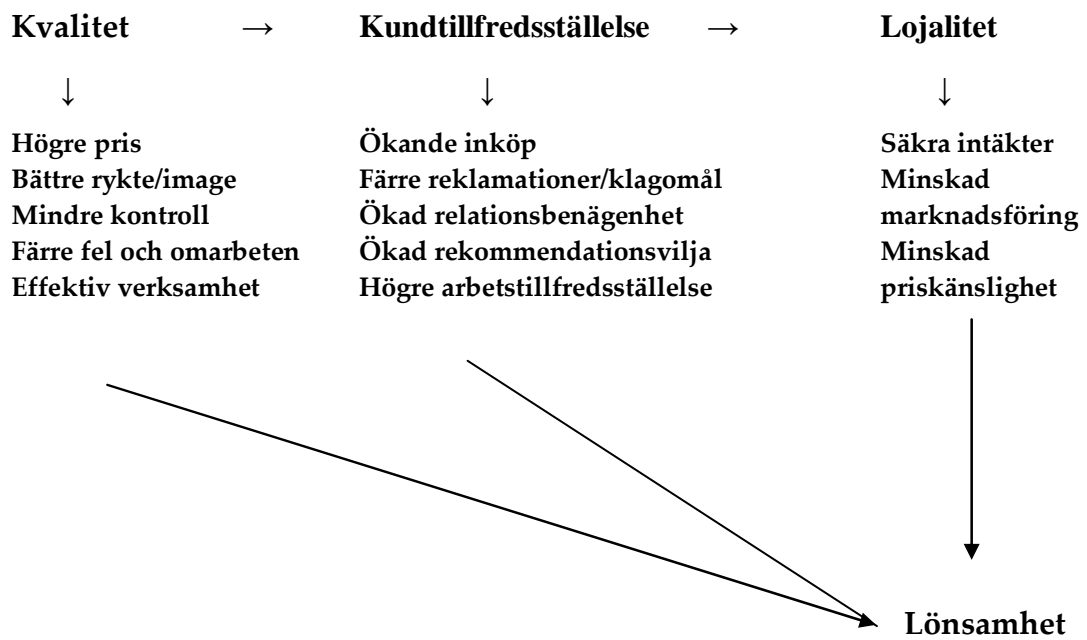 Kvalitet → Kundtillfredsställelse → Lojalitet
↓ ↓ ↓
Högre pris
Bättre rykte/image
Mindre kontroll
Färre fel och omarbeten
Effektiv verksamhet
Ökande inköp
Färre reklamationer/klagomål
Ökad relationsbenägenhet
Ökad rekommendationsvilja
Högre arbetstillfredsställelse
Säkra intäkter
Minskad
marknadsföring
Minskad
priskänslighet
Lönsamhet